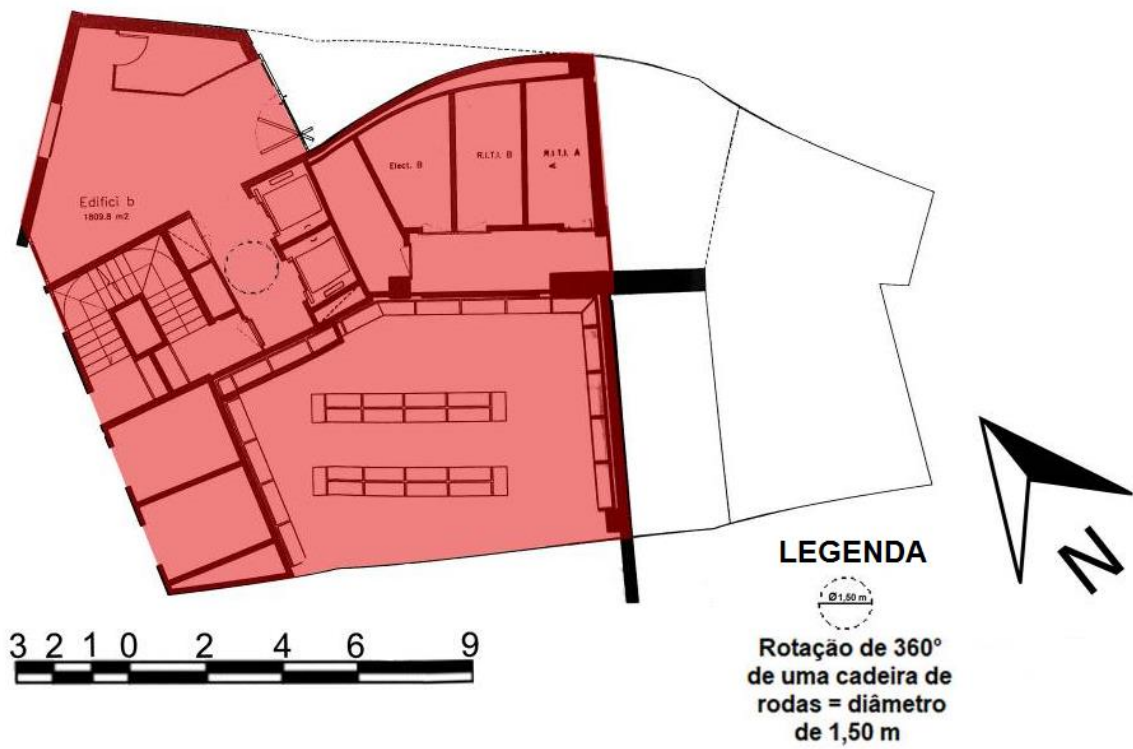 Elect. B
R.I.T.I. B
R.I.T.I. A
Edifici b
1809.8 m2
N
LEGENDA
Ø1,50 m
Rotação de 360°
de uma cadeira de
rodas = diâmetro
de 1,50 m
3 2 1 0 2 4 6 9